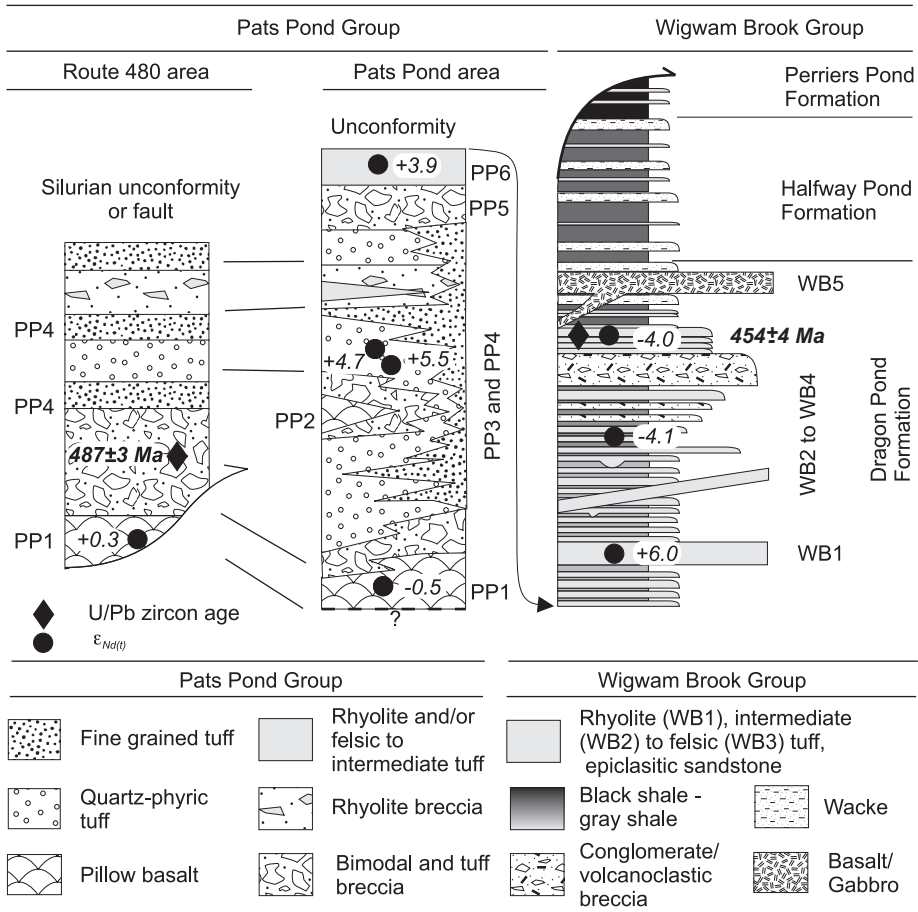 Pats Pond Group
Wigwam Brook Group
Route 480 area
Pats Pond area
Perriers Pond
Formation
Unconformity
+3.9
PP6
Silurian unconformity
or fault
PP5
Halfway Pond
Formation
WB5
PP4
-4.0
454±4 Ma
+4.7
+5.5
PP3 and PP4
PP4
PP2
WB2 to WB4
Dragon Pond
Formation
487±3 Ma
-4.1
PP1
+0.3
+6.0
WB1
-0.5
PP1
?
U/Pb zircon age
εNd(t)
Pats Pond Group
Wigwam Brook Group
Fine grained tuff
Rhyolite and/or
felsic to
intermediate tuff
Rhyolite (WB1), intermediate
(WB2) to felsic (WB3) tuff,
epiclasitic sandstone
Quartz-phyric
tuff
Rhyolite breccia
Black shale -
gray shale
Wacke
Pillow basalt
Bimodal and tuff
breccia
Conglomerate/
volcanoclastic
breccia
Basalt/
Gabbro